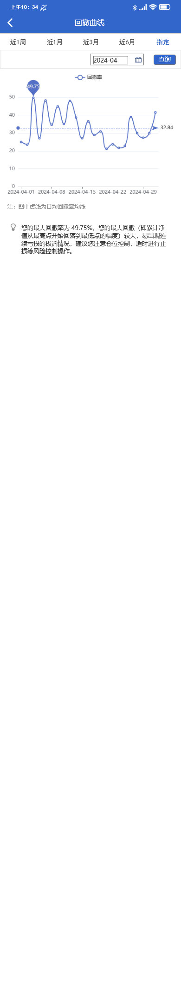 上午10：34
回撤曲线
近1周 近1月 近3月 近6月 指定
2024-04 查询
回撤率
49.75
50
40
32.84
30
20
10
0
2024-04-01 2024-04-08 2024-04-15 2024-04-22 2024-04-29
注：图中虚线为日均回撤率均线
您的最大回撤率为 49.75%，您的最大回撤（即累计净
值从最高点开始回落到最低点的幅度）较大，易出现连
续亏损的极端情况，建议您注意仓位控制，适时进行止
损等风险控制操作。